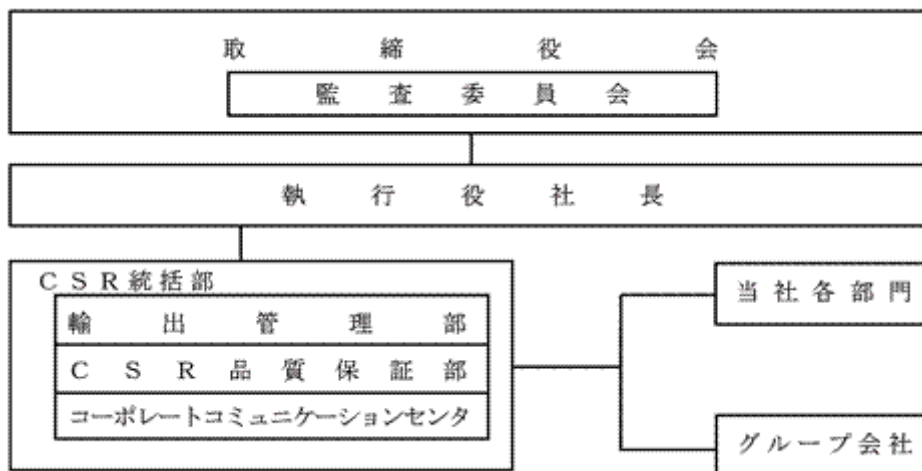 取締役会
監査委員会
執行役社長
CSR統括部
輸出管理部
CSR品質保証部
コーポレートコミュニケーションセンタ
当社各部門
グループ会社